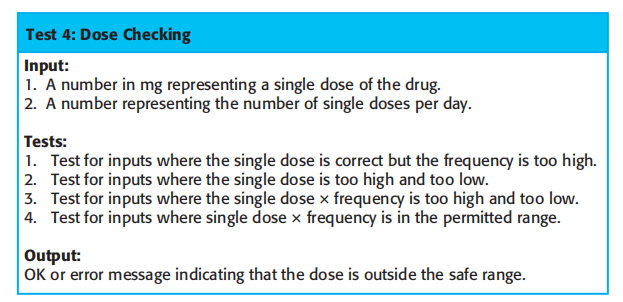 Test 4: Dose Checking
Input:
1. A number in mg representing a single dose of the drug.
2. A number representing the number of single doses per day.
Tests:
1. Test for inputs where the single dose is correct but the frequency is too high.
2. Test for inputs where the single dose is too high and too low.
3. Test for inputs where the single dose × frequency is too high and too low.
4. Test for inputs where single dose × frequency is in the permitted range.
Output:
OK or error message indicating that the dose is outside the safe range.